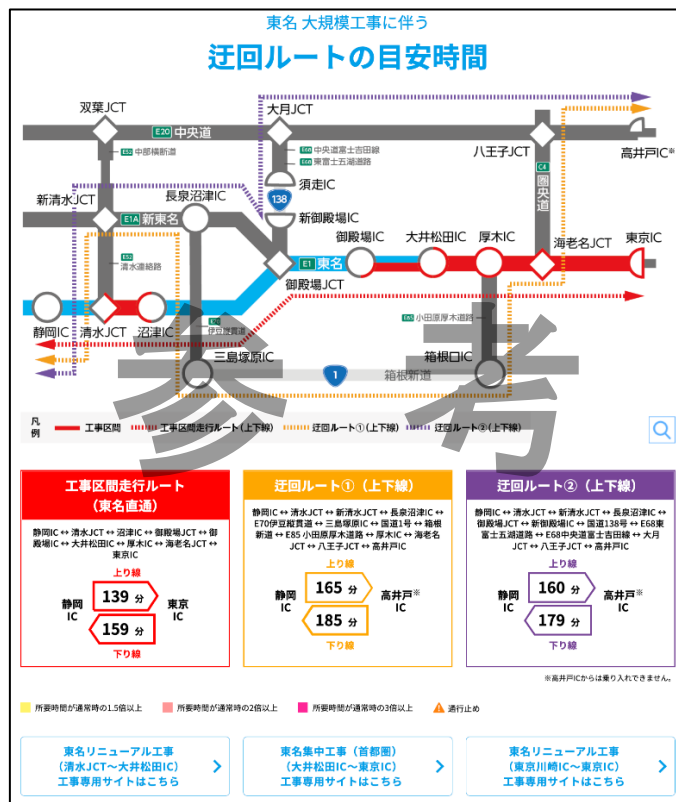 東名 大規模工事に伴う
迂回ルートの目安時間
双葉JCT
大月JCT
E20 中央道
E52 中部横断道
E68 中央道富士吉田線
E68 東富士五湖道路
八王子JCT
高井戸IC※
須走IC
138
C4 圏央道
新清水JCT
長泉沼津IC
E1A 新東名
新御殿場IC
御殿場IC
大井松田IC
厚木IC
海老名JCT
東京IC
E52
清水連絡路
E1 東名
御殿場JCT
静岡IC
清水JCT
沼津IC
E70
伊豆縦貫道
E85 小田原厚木道路
三島塚原IC
箱根口IC
1
箱根新道
参考
凡例
工事区間
工事区間走行ルート(上下線)
迂回ルート①(上下線)
迂回ルート②(上下線)
工事区間走行ルート
(東名直通)
静岡IC ↔ 清水JCT ↔ 沼津IC ↔ 御殿場JCT ↔ 御
殿場IC ↔ 大井松田IC ↔ 厚木IC ↔ 海老名JCT ↔
東京IC
上り線
静岡IC
139 分
159 分
東京IC
下り線
迂回ルート①(上下線)
静岡IC ↔ 清水JCT ↔ 新清水JCT ↔ 長泉沼津IC ↔
E70伊豆縦貫道 ↔ 三島塚原IC ↔ 国道1号 ↔ 箱根
新道 ↔ E85 小田原厚木道路 ↔ 厚木IC ↔ 海老名
JCT ↔ 八王子JCT ↔ 高井戸IC
上り線
静岡IC
165 分
185 分
高井戸※IC
下り線
迂回ルート②(上下線)
静岡IC ↔ 清水JCT ↔ 新清水JCT ↔ 長泉沼津IC ↔
御殿場JCT ↔ 新御殿場IC ↔ 国道138号 ↔ E68東
富士五湖道路 ↔ E68中央道富士吉田線 ↔ 大月
JCT ↔ 八王子JCT ↔ 高井戸IC
上り線
静岡IC
160 分
179 分
高井戸※IC
下り線
※高井戸ICからは乗り入れできません。
所要時間が通常時の1.5倍以上
所要時間が通常時の2倍以上
所要時間が通常時の3倍以上
通行止め
東名リニューアル工事
(清水JCT～大井松田IC)
工事専用サイトはこちら
東名集中工事(首都圏)
(大井松田IC～東京IC)
工事専用サイトはこちら
東名リニューアル工事
(東京川崎IC～東京IC)
工事専用サイトはこちら